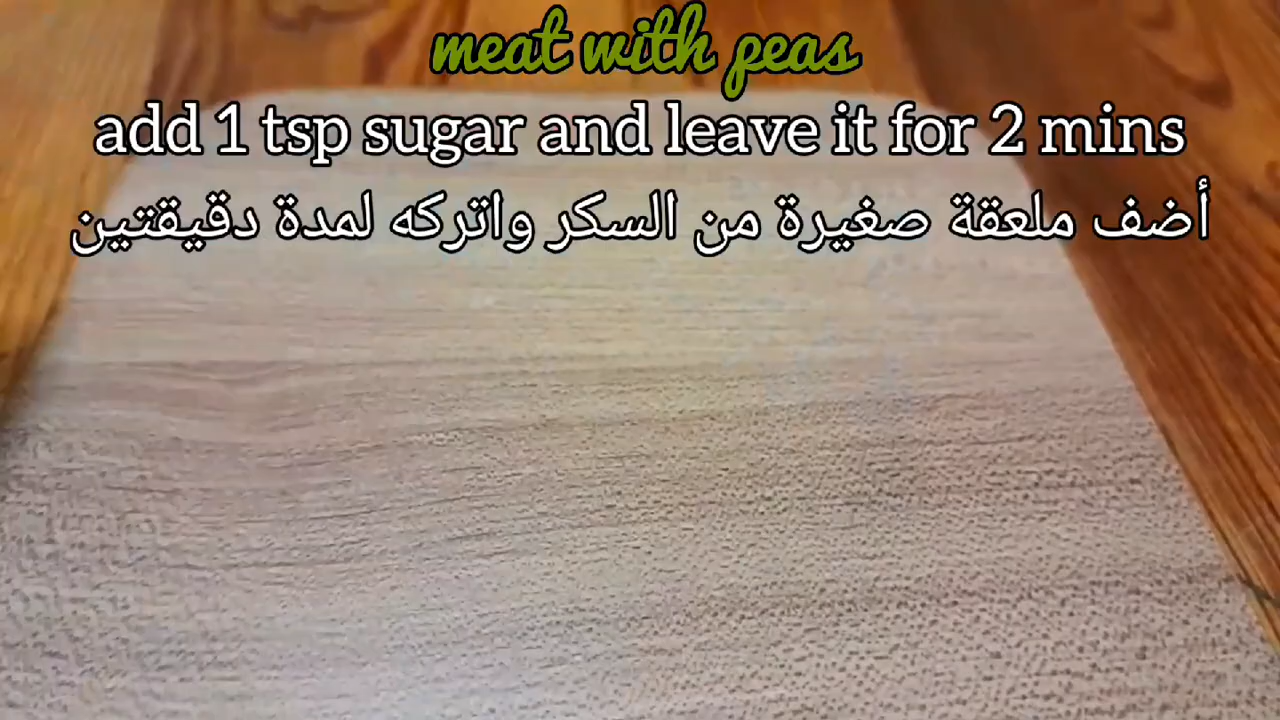 meat with peas
add 1 tsp sugar and leave it for 2 mins
أضف ملعقة صغيرة من السكر واتركه لمدة دقيقتين